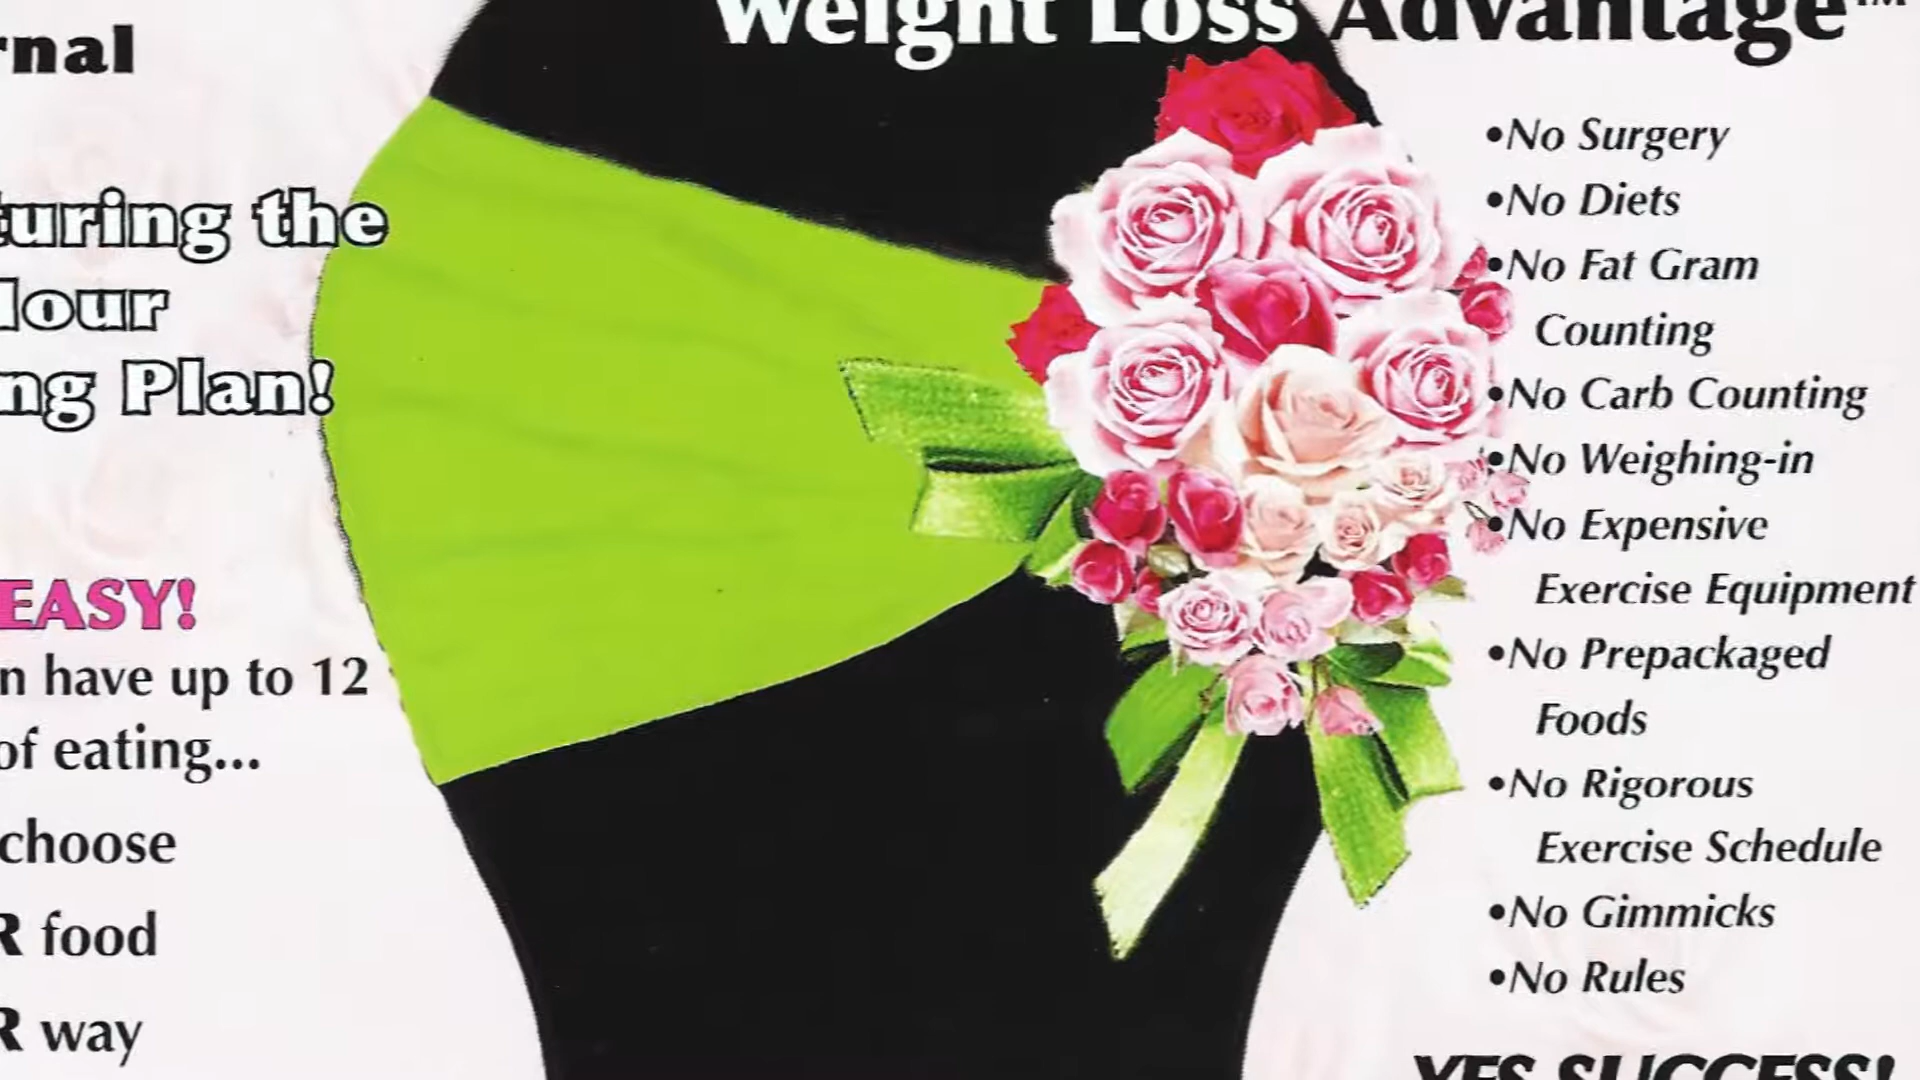 Weight Loss Advantage™
rnal
turing the
ng Plan!
EASY!
n have up to 12
of eating...
choose
R food
R way
•No Surgery
•No Diets
•No Fat Gram
Counting
•No Carb Counting
•No Weighing-in
•No Expensive
Exercise Equipment
•No Prepackaged
Foods
•No Rigorous
Exercise Schedule
•No Gimmicks
•No Rules
YES SUCCESS!